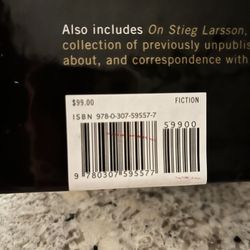 Also includes On Stieg Larsson,
collection of previously unpublis
about, and correspondence with
$99.00 FICTION
ISBN 978-0-307-59557-7
59900
9 780307 595577